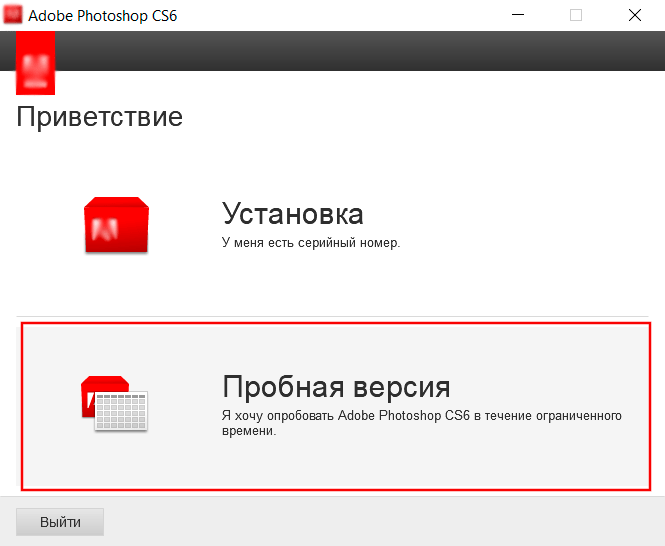 Adobe Photoshop CS6
Приветствие
Установка
У меня есть серийный номер.
Пробная версия
Я хочу опробовать Adobe Photoshop CS6 в течение ограниченного
времени.
Выйти